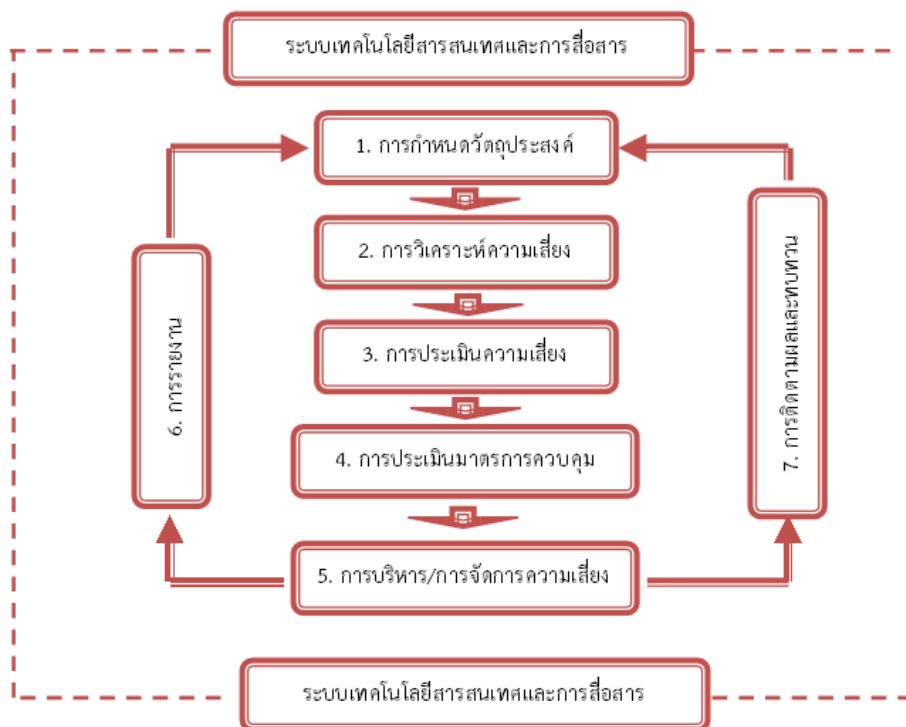 ระบบเทคโนโลยีสารสนเทศและการสื่อสาร
1. การกำหนดวัตถุประสงค์
2. การวิเคราะห์ความเสี่ยง
3. การประเมินความเสี่ยง
4. การประเมินมาตรการควบคุม
5. การบริหาร/การจัดการความเสี่ยง
6. การรายงาน
7. การติดตามผลและทบทวน
ระบบเทคโนโลยีสารสนเทศและการสื่อสาร